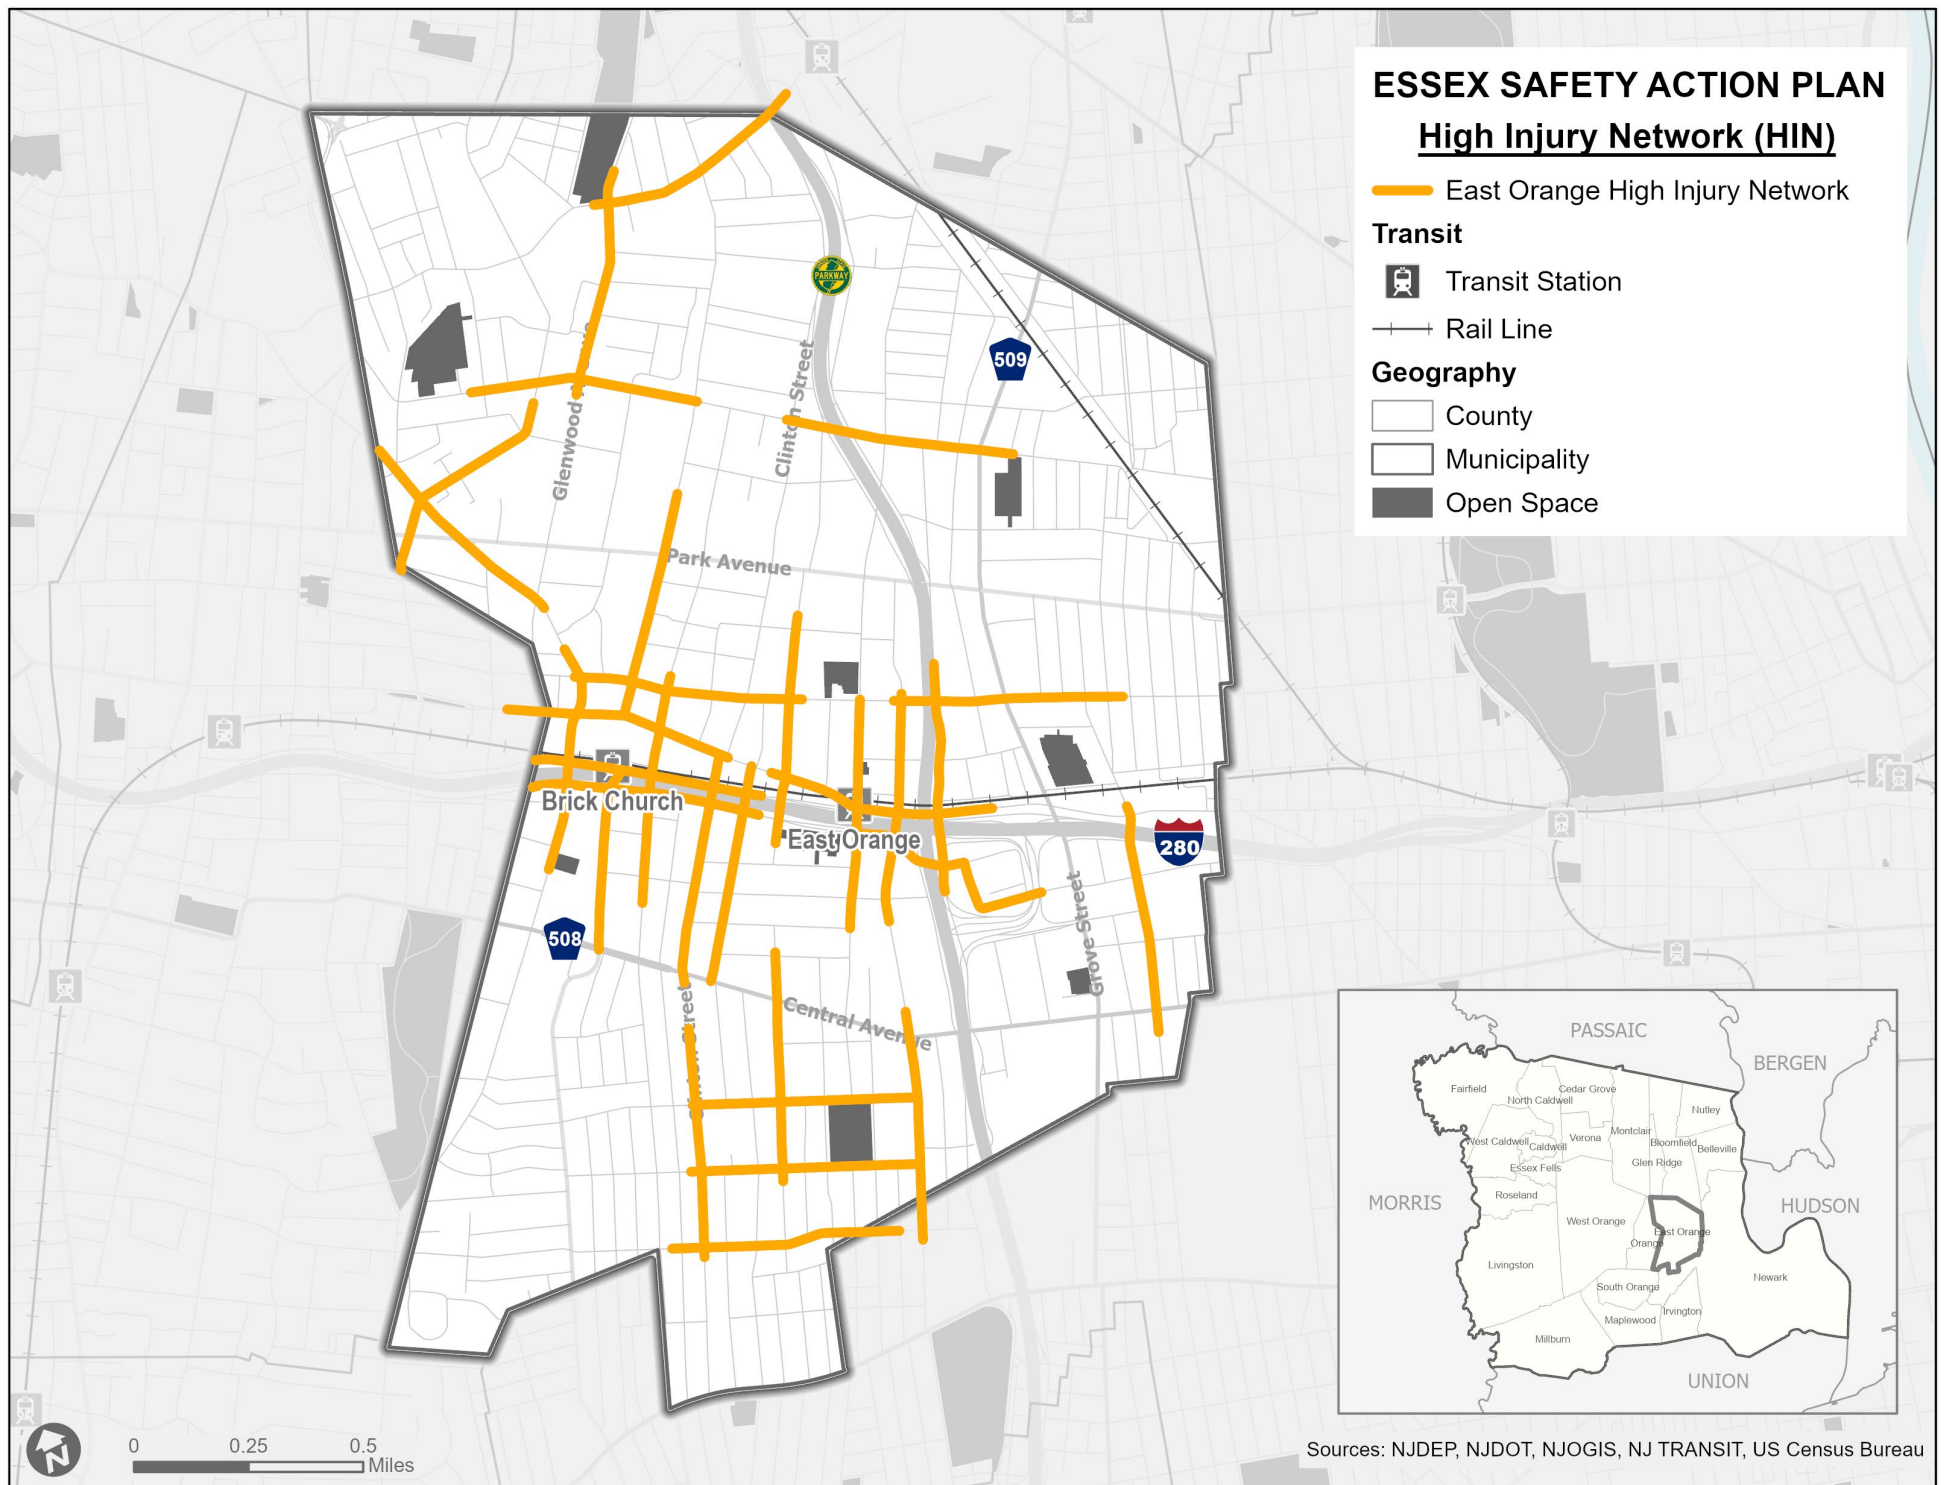 ESSEX SAFETY ACTION PLAN
High Injury Network (HIN)
East Orange High Injury Network
Transit
Transit Station
Rail Line
Geography
County
Municipality
Open Space
PARKWAY
509
Clinton Street
Glenwood
Park Avenue
Brick Church
East Orange
280
508
Grove Street
Central Avenue
Street
PASSAIC
BERGEN
Fairfield
Cedar Grove
North Caldwell
Nutley
Montclair
Verona
West Caldwell
Caldwell
Bloomfield
Belleville
Essex Fells
Glen Ridge
Roseland
MORRIS
HUDSON
West Orange
East Orange
Orange
Livingston
Newark
South Orange
Irvington
Maplewood
Millburn
UNION
N
0 0.25 0.5
Miles
Sources: NJDEP, NJDOT, NJOGIS, NJ TRANSIT, US Census Bureau